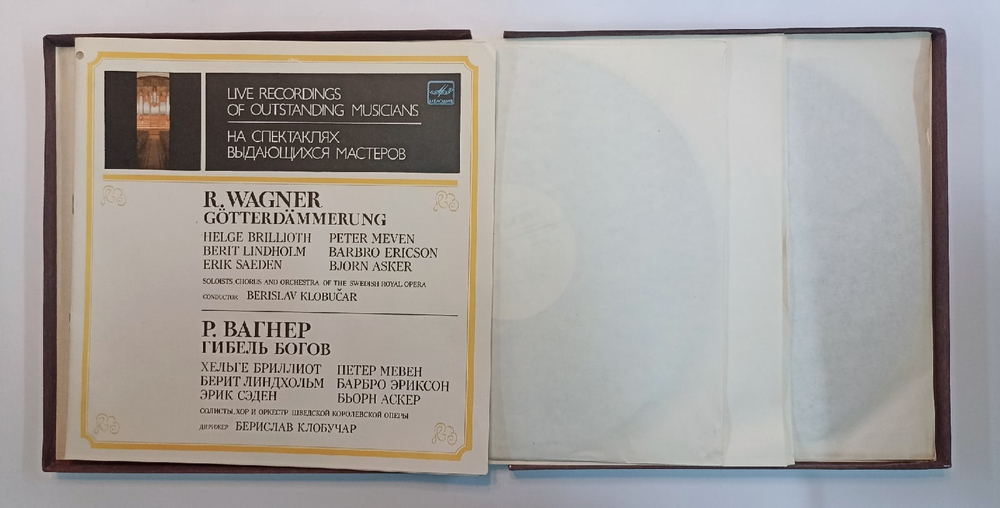 LIVE RECORDINGS
OF OUTSTANDING MUSICIANS
НА СПЕКТАКЛЯХ
ВЫДАЮЩИХСЯ МАСТЕРОВ
МЕЛОДИЯ
R. WAGNER
GÖTTERDÄMMERUNG
HELGE BRILLIOTH PETER MEVEN
BERIT LINDHOLM BARBRO ERICSON
ERIK SAEDEN BJORN ASKER
SOLOISTS, CHORUS AND ORCHESTRA OF THE SWEDISH ROYAL OPERA
CONDUCTOR BERISLAV KLOBUČAR
Р. ВАГНЕР
ГИБЕЛЬ БОГОВ
ХЕЛЬГЕ БРИЛЛИОТ ПЕТЕР МЕВЕН
БЕРИТ ЛИНДХОЛЬМ БАРБРО ЭРИКСОН
ЭРИК СЭДЕН БЬОРН АСКЕР
СОЛИСТЫ, ХОР И ОРКЕСТР ШВЕДСКОЙ КОРОЛЕВСКОЙ ОПЕРЫ
ДИРИЖЕР БЕРИСЛАВ КЛОБУЧАР